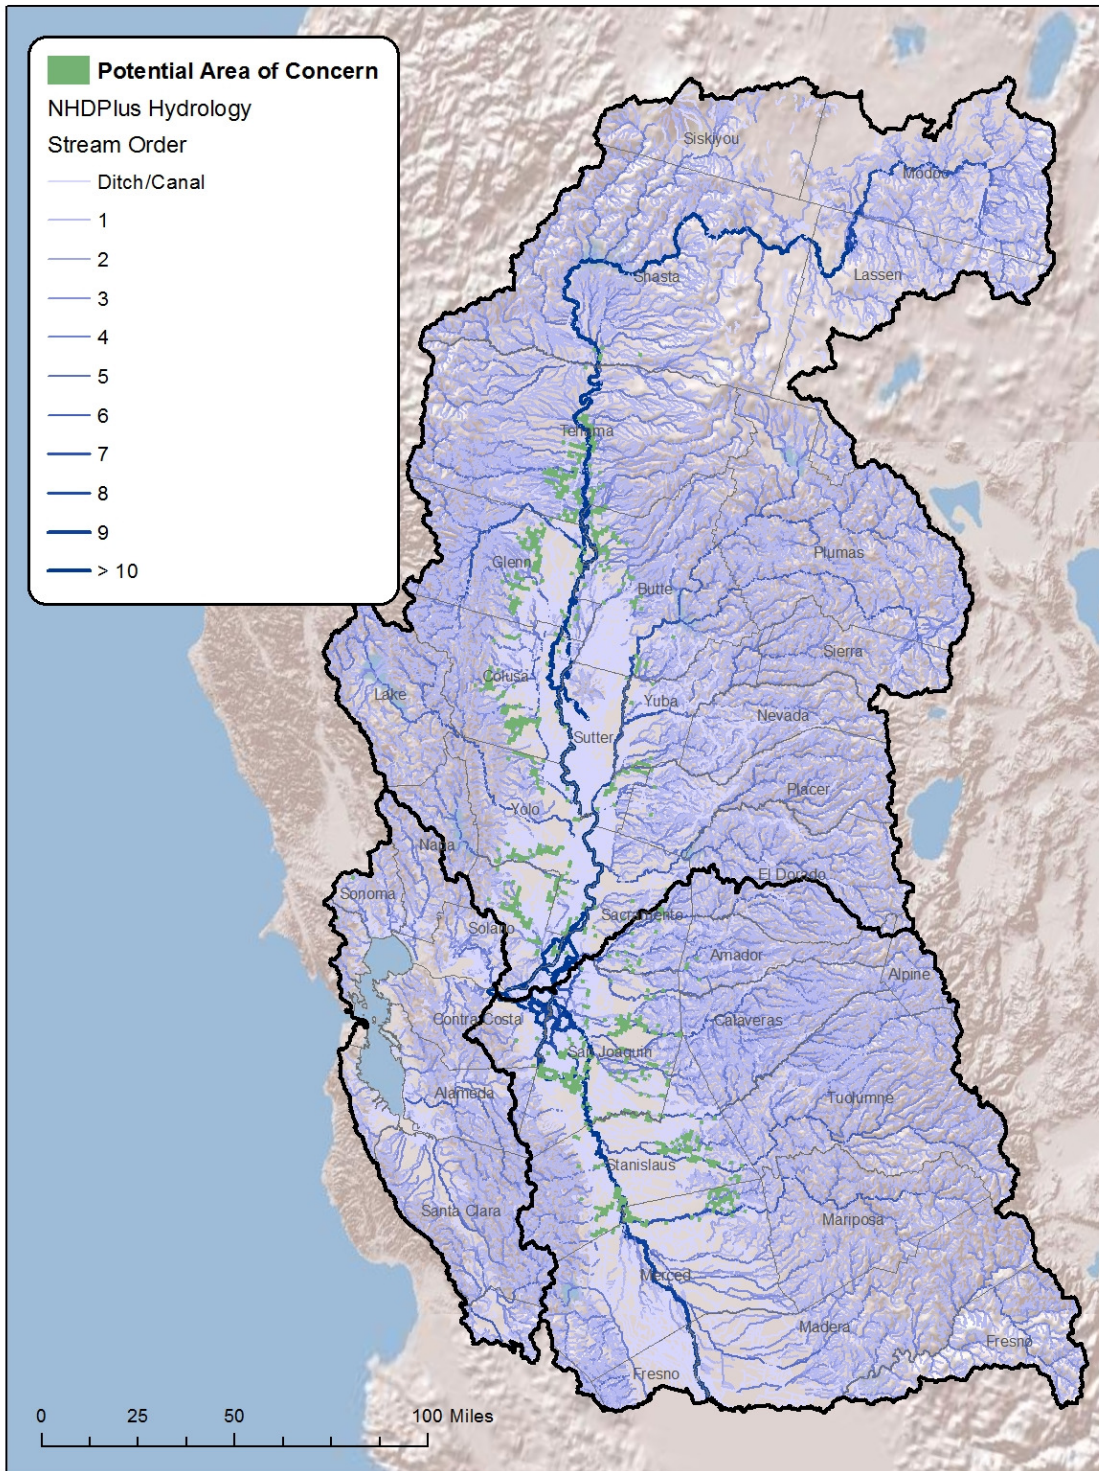 Potential Area of Concern
NHDPlus Hydrology
Stream Order
Ditch/Canal
1
2
3
4
5
6
7
8
9
> 10
Siskiyou
Modoc
Shasta
Lassen
Tehama
Plumas
Glenn
Butte
Sierra
Colusa
Lake
Yuba
Nevada
Sutter
Placer
Yolo
Napa
El Dorado
Sonoma
Sacramento
Solano
Amador
Alpine
Contra Costa
Calaveras
San Joaquin
Alameda
Tuolumne
Stanislaus
Santa Clara
Mariposa
Merced
Madera
Fresno
Fresno
0 25 50 100 Miles